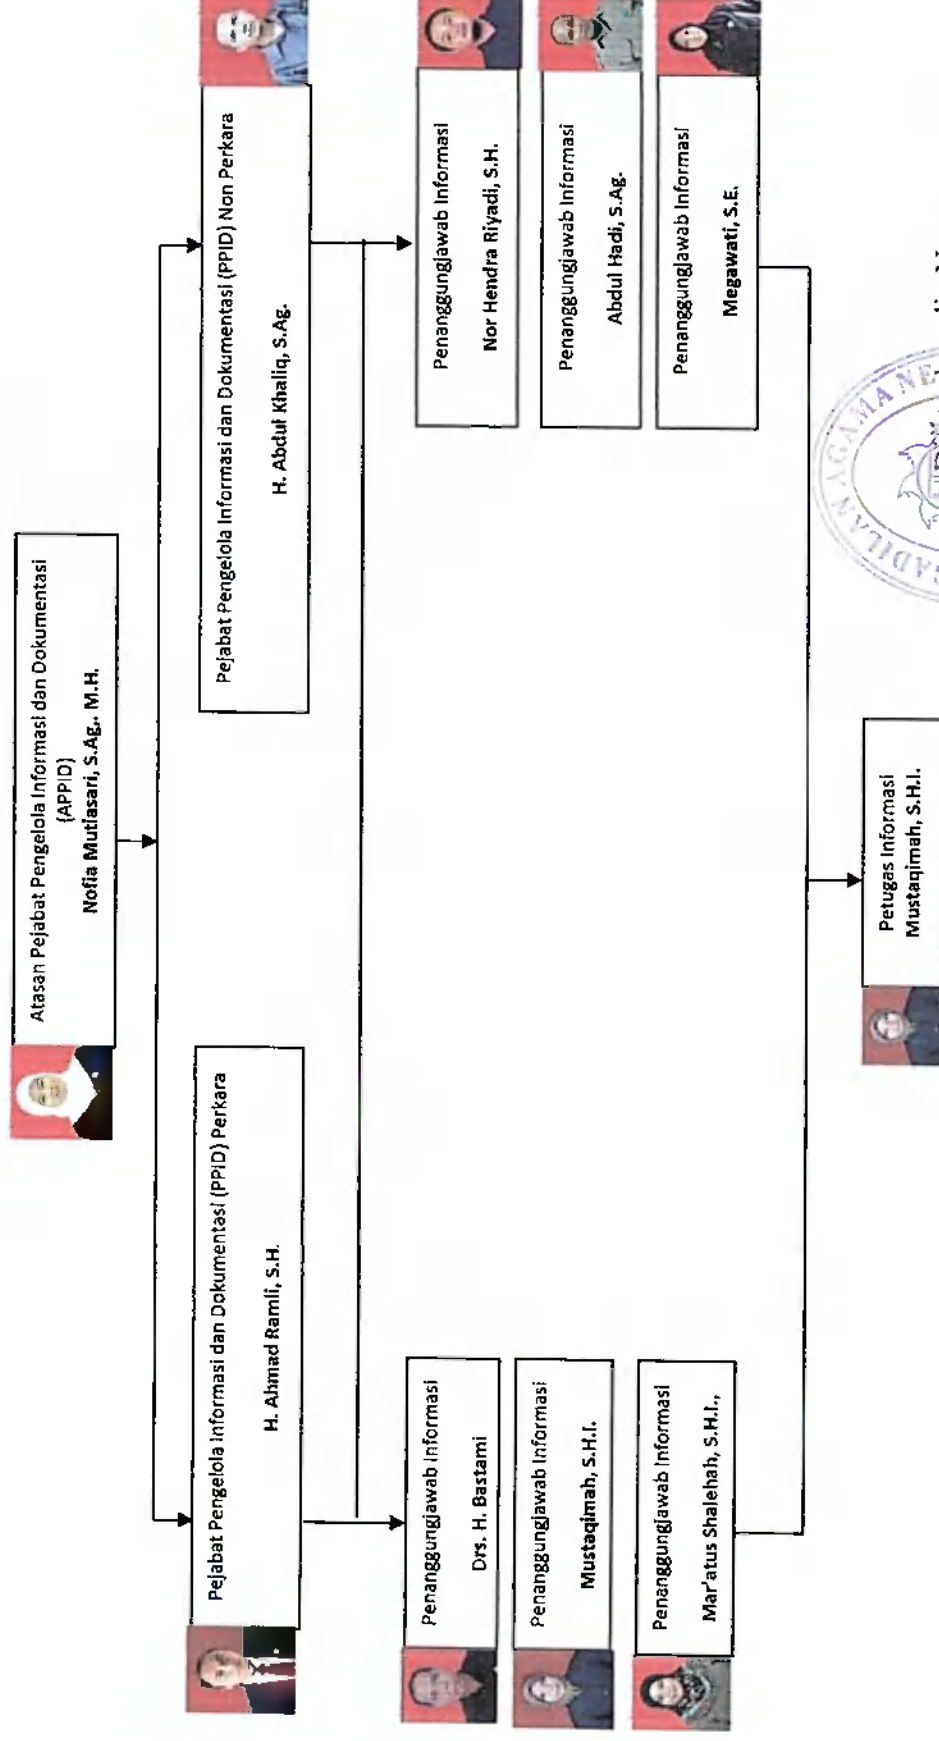 Atasan Pejabat Pengelola Informasi dan Dokumentasi
(APPID)
Nofia Mutiasari, S.Ag., M.H.
Pejabat Pengelola Informasi dan Dokumentasi (PPID) Perkara
H. Ahmad Ramli, S.H.
Pejabat Pengelola Informasi dan Dokumentasi (PPID) Non Perkara
H. Abdul Khaliq, S.Ag.
Penanggungjawab Informasi
Drs. H. Bastami
Penanggungjawab Informasi
Mustaqimah, S.H.I.
Penanggungjawab Informasi
Mar'atus Shalehah, S.H.I.,
Penanggungjawab Informasi
Nor Hendra Riyadi, S.H.
Penanggungjawab Informasi
Abdul Hadi, S.Ag.
Penanggungjawab Informasi
Megawati, S.E.
Petugas Informasi
Mustaqimah, S.H.I.